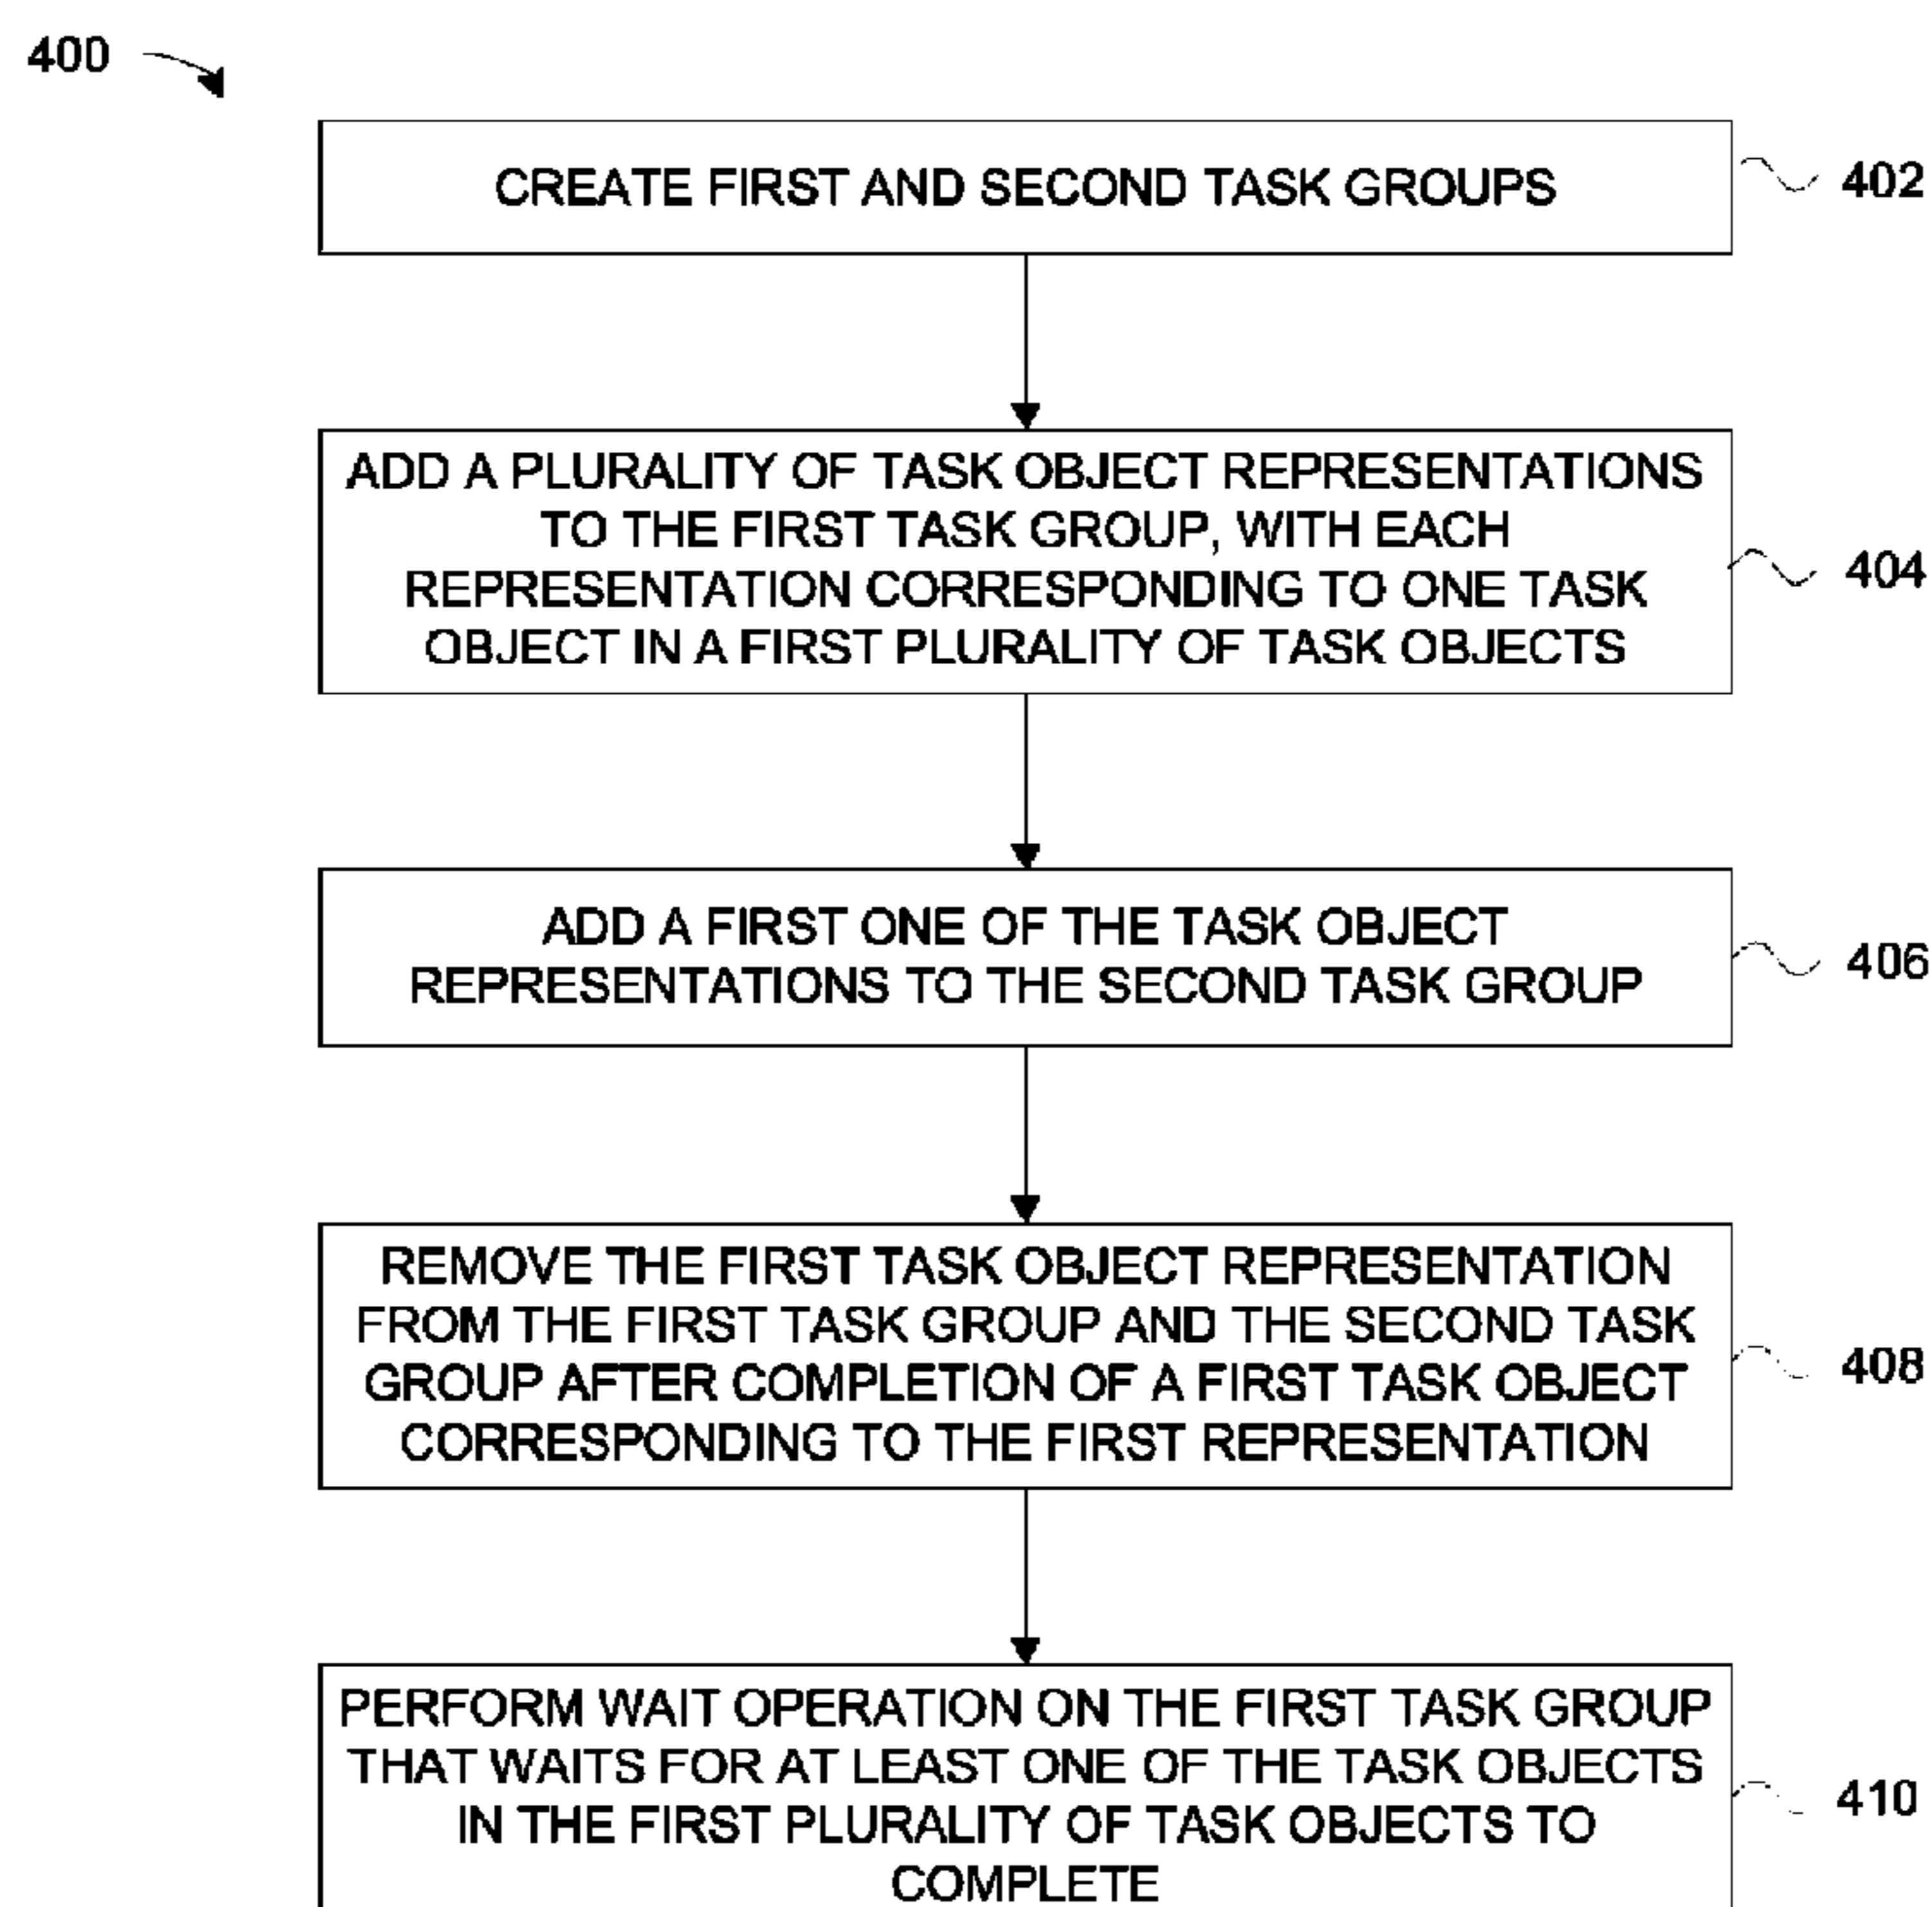 400
CREATE FIRST AND SECOND TASK GROUPS
402
ADD A PLURALITY OF TASK OBJECT REPRESENTATIONS
TO THE FIRST TASK GROUP, WITH EACH
REPRESENTATION CORRESPONDING TO ONE TASK
OBJECT IN A FIRST PLURALITY OF TASK OBJECTS
404
ADD A FIRST ONE OF THE TASK OBJECT
REPRESENTATIONS TO THE SECOND TASK GROUP
406
REMOVE THE FIRST TASK OBJECT REPRESENTATION
FROM THE FIRST TASK GROUP AND THE SECOND TASK
GROUP AFTER COMPLETION OF A FIRST TASK OBJECT
CORRESPONDING TO THE FIRST REPRESENTATION
408
PERFORM WAIT OPERATION ON THE FIRST TASK GROUP
THAT WAITS FOR AT LEAST ONE OF THE TASK OBJECTS
IN THE FIRST PLURALITY OF TASK OBJECTS TO
COMPLETE
410